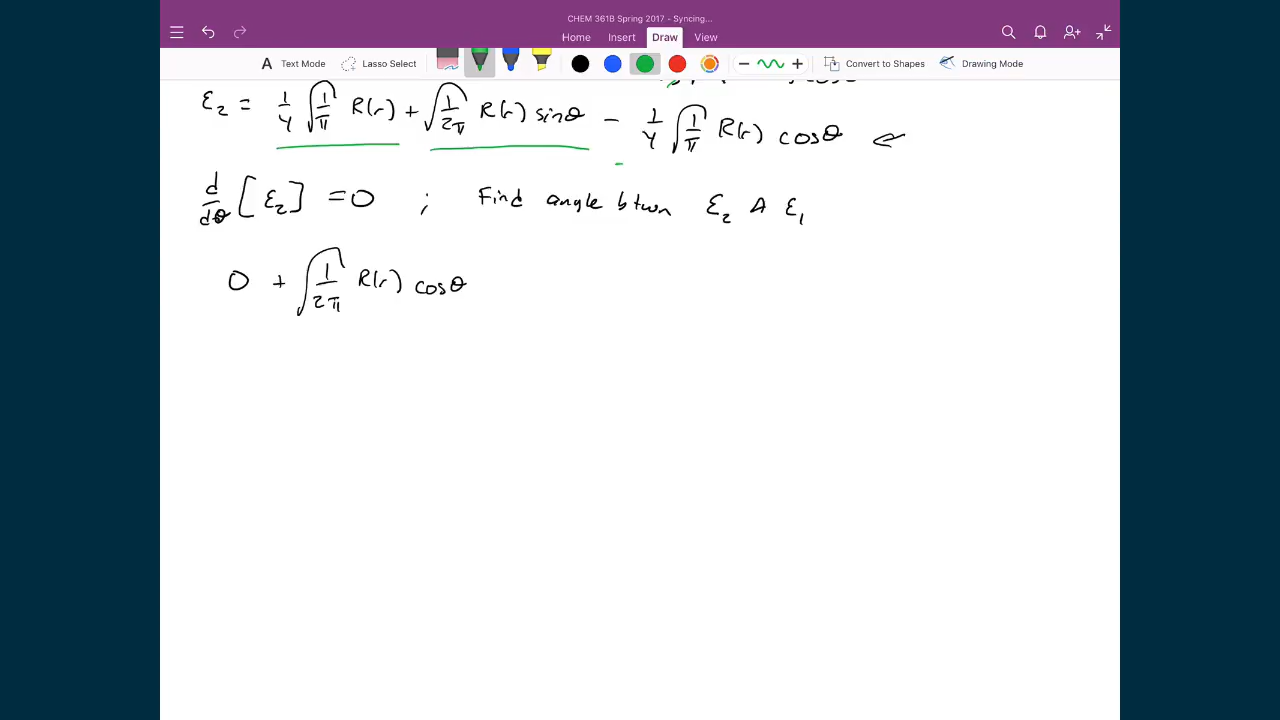 CHEM 361B Spring 2017 - Syncing...
Home Insert Draw View
A Text Mode Lasso Select Convert to Shapes Drawing Mode
ε₂ = 1/4 √(1/π) R(r) + √(1/2π) R(r) sinθ − 1/4 √(1/π) R(r) cosθ ⇐
d/dθ [ε₂] = 0 ; Find angle btwn ε₂ & ε₁
0 + √(1/2π) R(r) cosθ